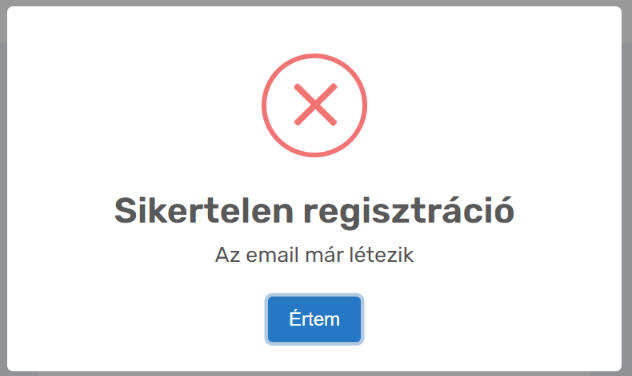 Sikertelen regisztráció
Az email már létezik
Értem